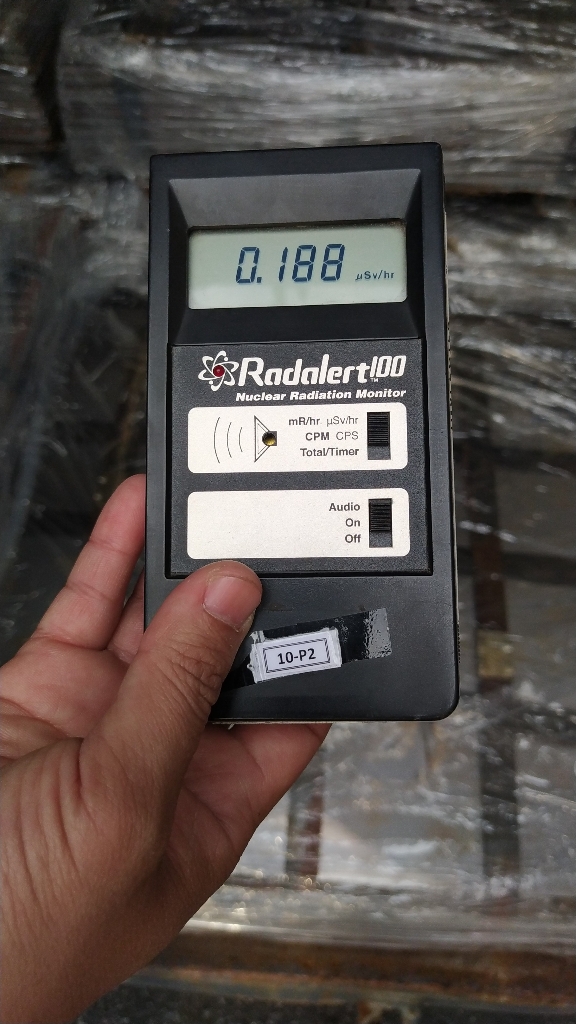 0.188 µSv/hr
Radalert100™
Nuclear Radiation Monitor
mR/hr µSv/hr
CPM CPS
Total/Timer
Audio
On
Off
10-P2